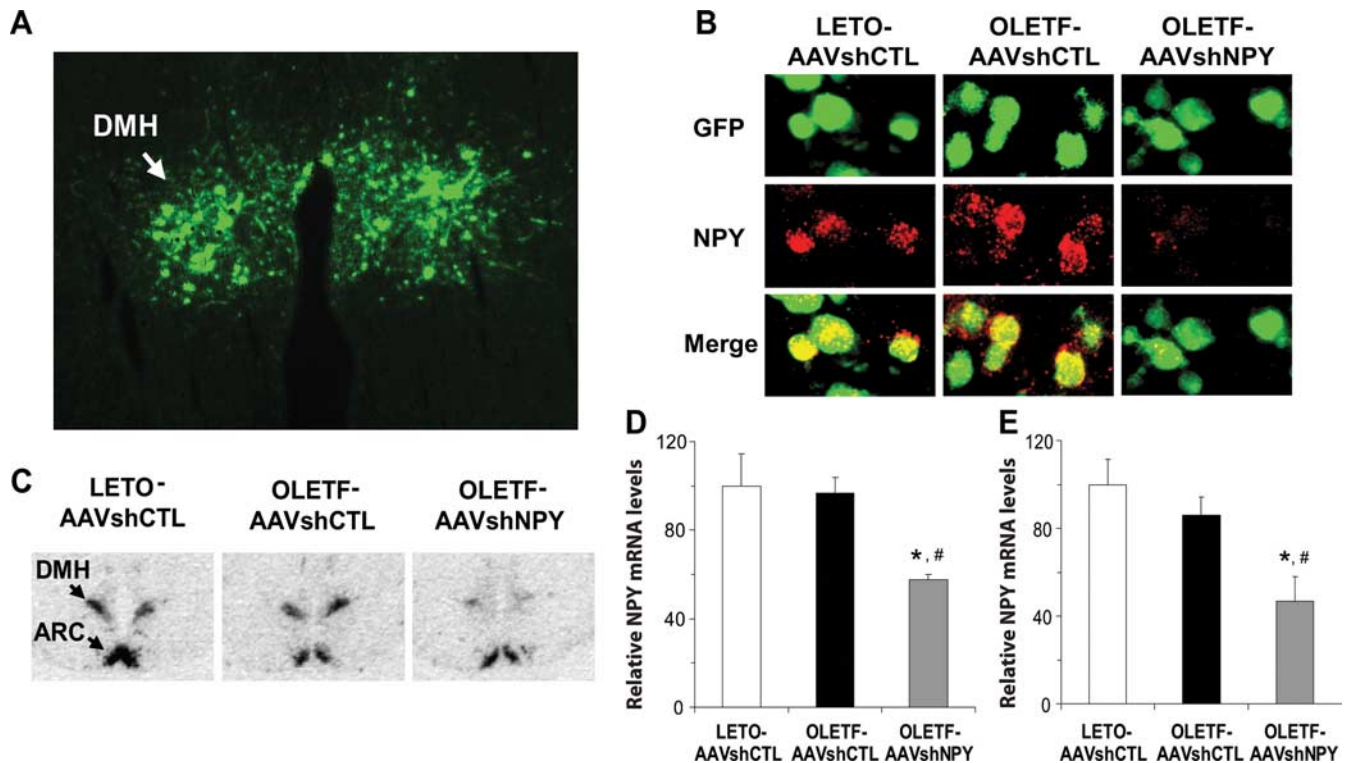 A
DMH
B
LETO-
AAVshCTL
OLETF-
AAVshCTL
OLETF-
AAVshNPY
GFP
NPY
Merge
C
LETO-
AAVshCTL
OLETF-
AAVshCTL
OLETF-
AAVshNPY
DMH
ARC
D
Relative NPY mRNA levels
120
80
40
0
*, #
LETO-
AAVshCTL
OLETF-
AAVshCTL
OLETF-
AAVshNPY
E
Relative NPY mRNA levels
120
80
40
0
*, #
LETO-
AAVshCTL
OLETF-
AAVshCTL
OLETF-
AAVshNPY